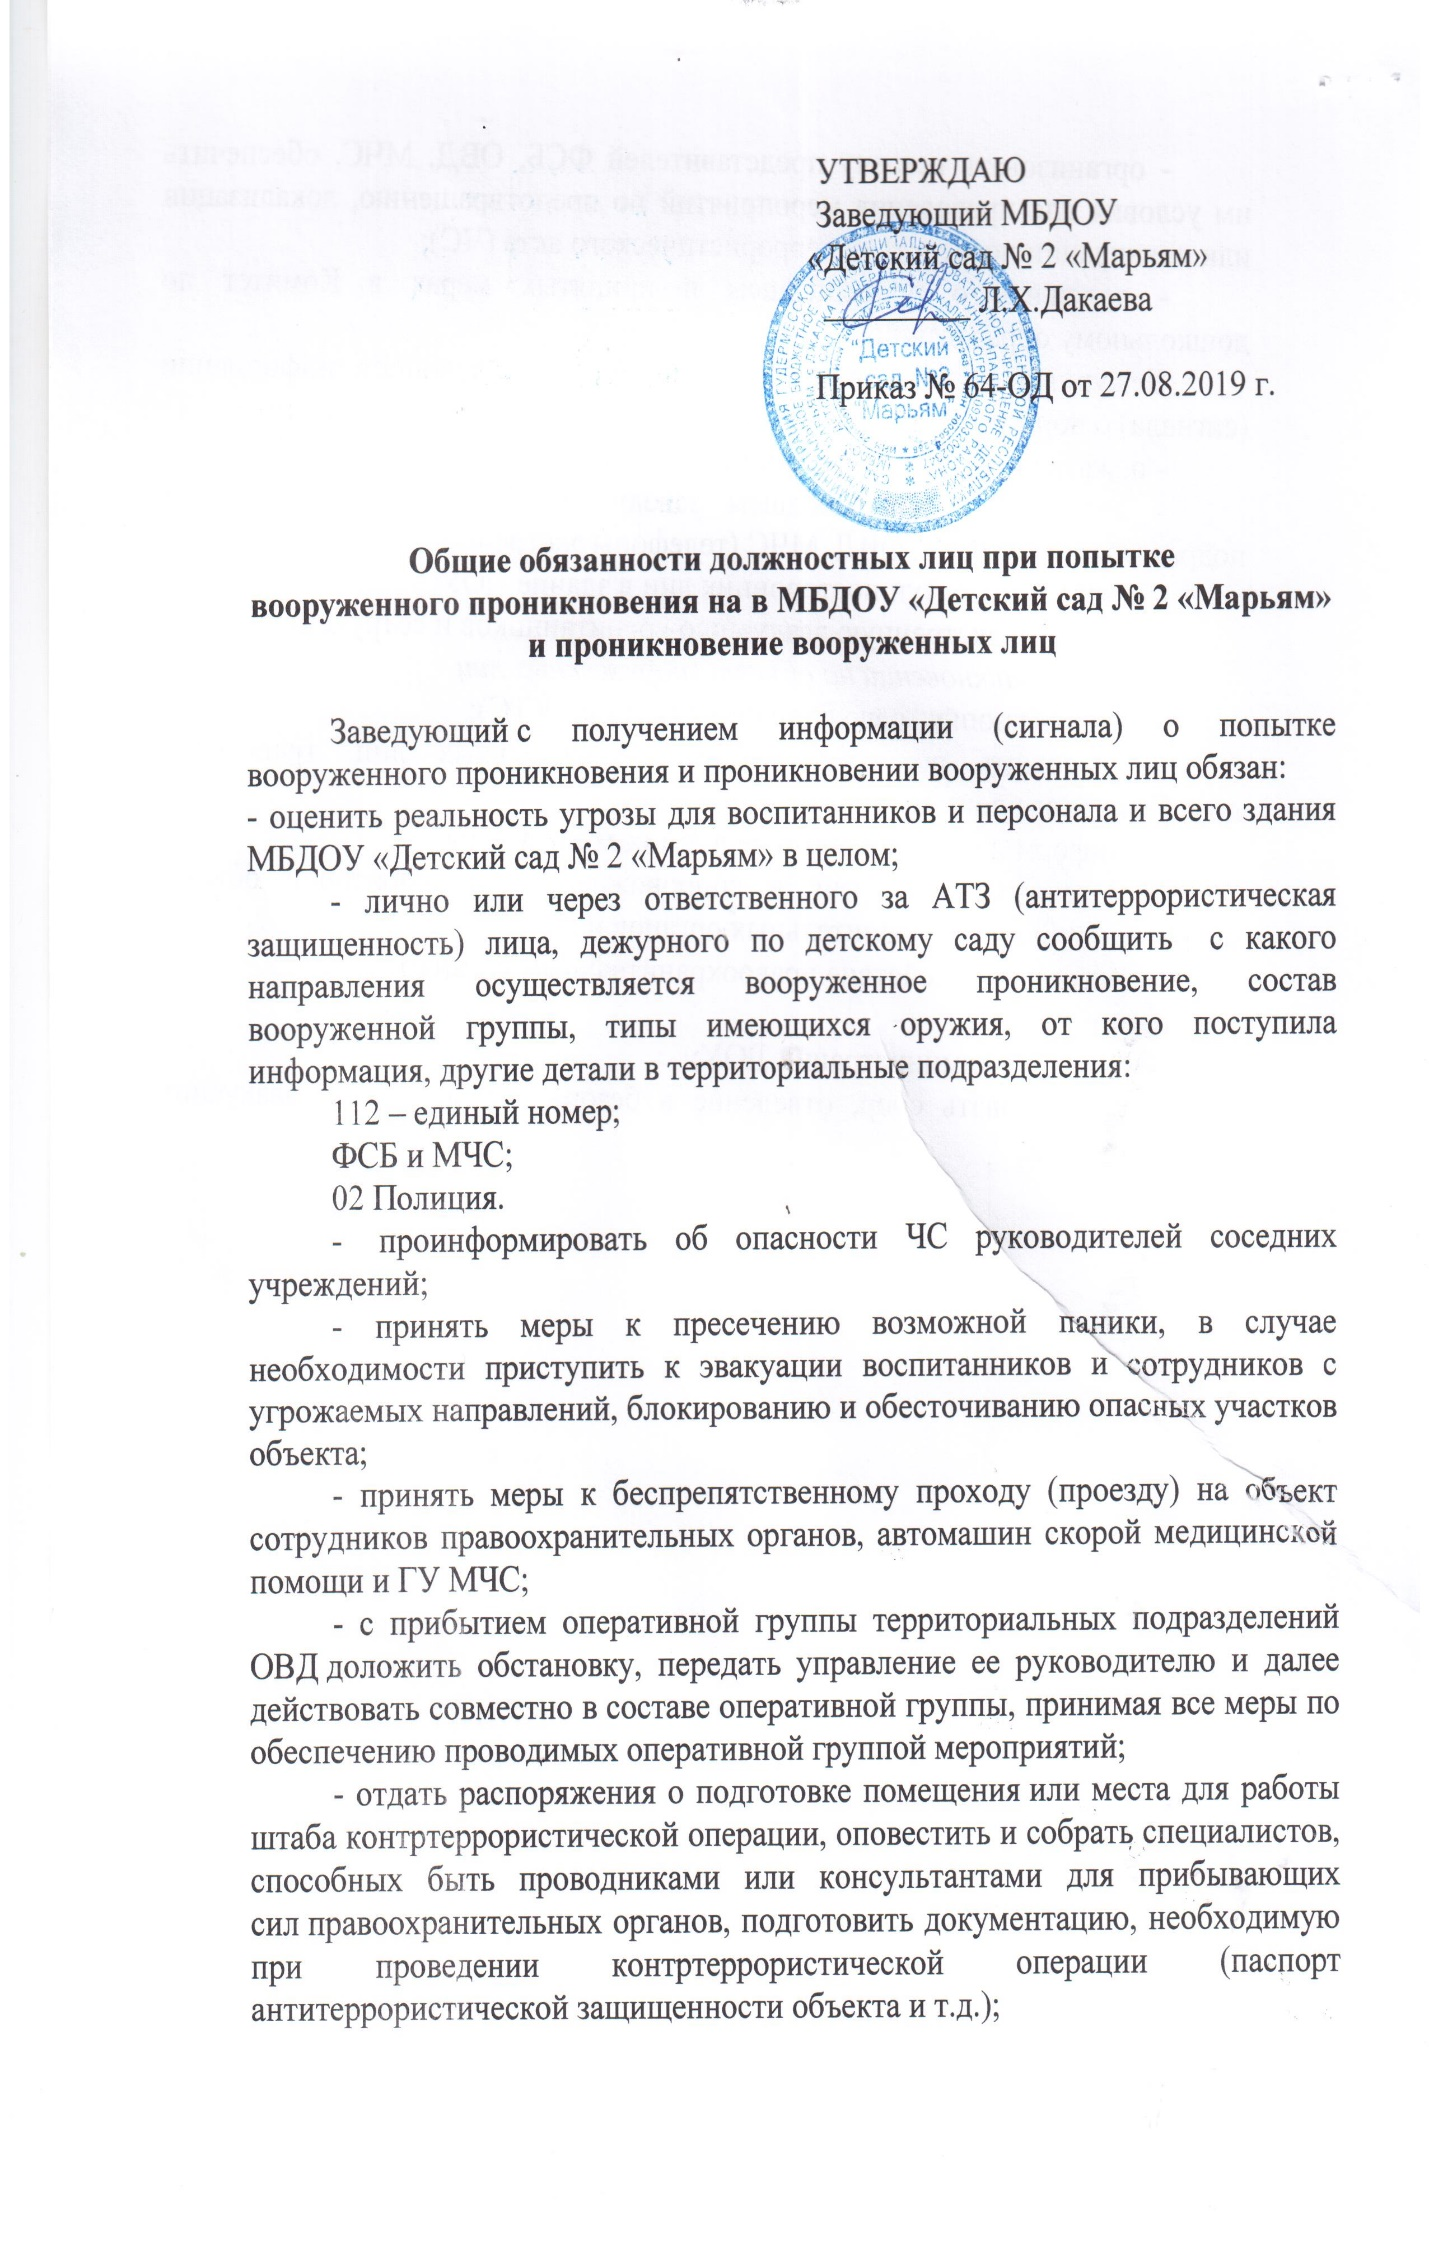 УТВЕРЖДАЮ
Заведующий МБДОУ
«Детский сад № 2 «Марьям»
__________ Л.Х.Дакаева
"Детский
сад №2
"Марьям"
Приказ № 64-ОД от 27.08.2019 г.
Общие обязанности должностных лиц при попытке
вооруженного проникновения на в МБДОУ «Детский сад № 2 «Марьям»
и проникновение вооруженных лиц
Заведующий с получением информации (сигнала) о попытке
вооруженного проникновения и проникновении вооруженных лиц обязан:
- оценить реальность угрозы для воспитанников и персонала и всего здания
МБДОУ «Детский сад № 2 «Марьям» в целом;
- лично или через ответственного за АТЗ (антитеррористическая
защищенность) лица, дежурного по детскому саду сообщить с какого
направления осуществляется вооруженное проникновение, состав
вооруженной группы, типы имеющихся оружия, от кого поступила
информация, другие детали в территориальные подразделения:
112 – единый номер;
ФСБ и МЧС;
02 Полиция.
- проинформировать об опасности ЧС руководителей соседних
учреждений;
- принять меры к пресечению возможной паники, в случае
необходимости приступить к эвакуации воспитанников и сотрудников с
угрожаемых направлений, блокированию и обесточиванию опасных участков
объекта;
- принять меры к беспрепятственному проходу (проезду) на объект
сотрудников правоохранительных органов, автомашин скорой медицинской
помощи и ГУ МЧС;
- с прибытием оперативной группы территориальных подразделений
ОВД доложить обстановку, передать управление ее руководителю и далее
действовать совместно в составе оперативной группы, принимая все меры по
обеспечению проводимых оперативной группой мероприятий;
- отдать распоряжения о подготовке помещения или места для работы
штаба контртеррористической операции, оповестить и собрать специалистов,
способных быть проводниками или консультантами для прибывающих
сил правоохранительных органов, подготовить документацию, необходимую
при проведении контртеррористической операции (паспорт
антитеррористической защищенности объекта и т.д.);